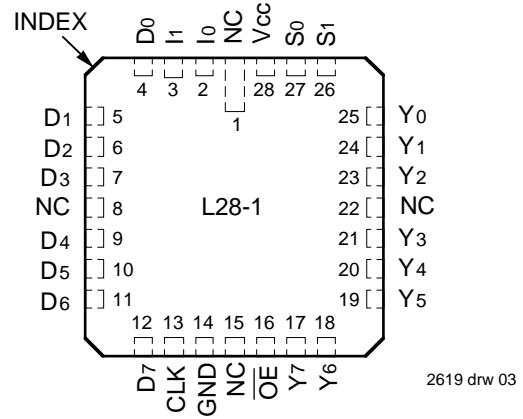 INDEX
D0 I1 I0 NC Vcc S0 S1
4 3 2 28 27 26
1
D1 5 25 Y0
D2 6 24 Y1
D3 7 23 Y2
NC 8 L28-1 22 NC
D4 9 21 Y3
D5 10 20 Y4
D6 11 19 Y5
12 13 14 15 16 17 18
D7 CLK GND NC OE Y7 Y6
2619 drw 03